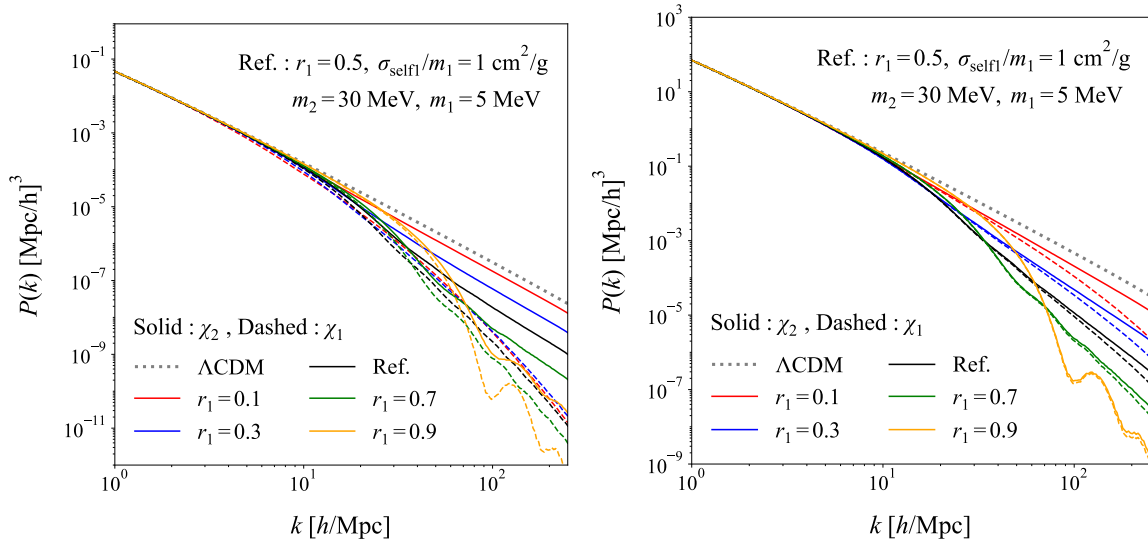 Ref. : r₁ = 0.5, σ_self1/m₁ = 1 cm²/g
m₂ = 30 MeV, m₁ = 5 MeV
P(k) [Mpc/h]³
10⁻¹
10⁻³
10⁻⁵
10⁻⁷
10⁻⁹
10⁻¹¹
Solid : χ₂ , Dashed : χ₁
ΛCDM
Ref.
r₁ = 0.1
r₁ = 0.7
r₁ = 0.3
r₁ = 0.9
10⁰
10¹
10²
k [h/Mpc]
Ref. : r₁ = 0.5, σ_self1/m₁ = 1 cm²/g
m₂ = 30 MeV, m₁ = 5 MeV
P(k) [Mpc/h]³
10³
10¹
10⁻¹
10⁻³
10⁻⁵
10⁻⁷
10⁻⁹
Solid : χ₂ , Dashed : χ₁
ΛCDM
Ref.
r₁ = 0.1
r₁ = 0.7
r₁ = 0.3
r₁ = 0.9
10⁰
10¹
10²
k [h/Mpc]